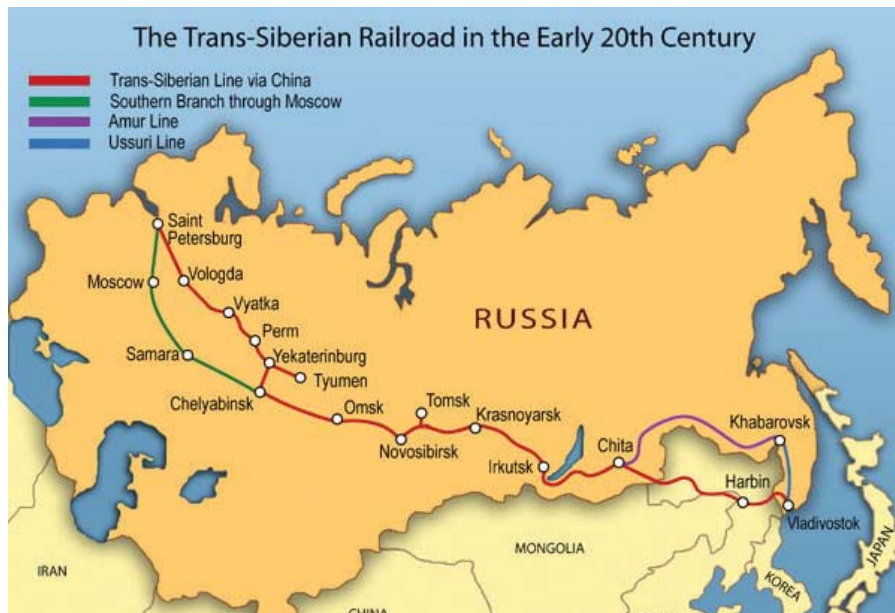 The Trans-Siberian Railroad in the Early 20th Century
Trans-Siberian Line via China
Southern Branch through Moscow
Amur Line
Ussuri Line
Saint
Petersburg
Moscow
Vologda
Vyatka
Perm
RUSSIA
Samara
Yekaterinburg
Tyumen
Chelyabinsk
Omsk
Tomsk
Krasnoyarsk
Novosibirsk
Irkutsk
Chita
Khabarovsk
Harbin
Vladivostok
IRAN
MONGOLIA
CHINA
KOREA
JAPAN